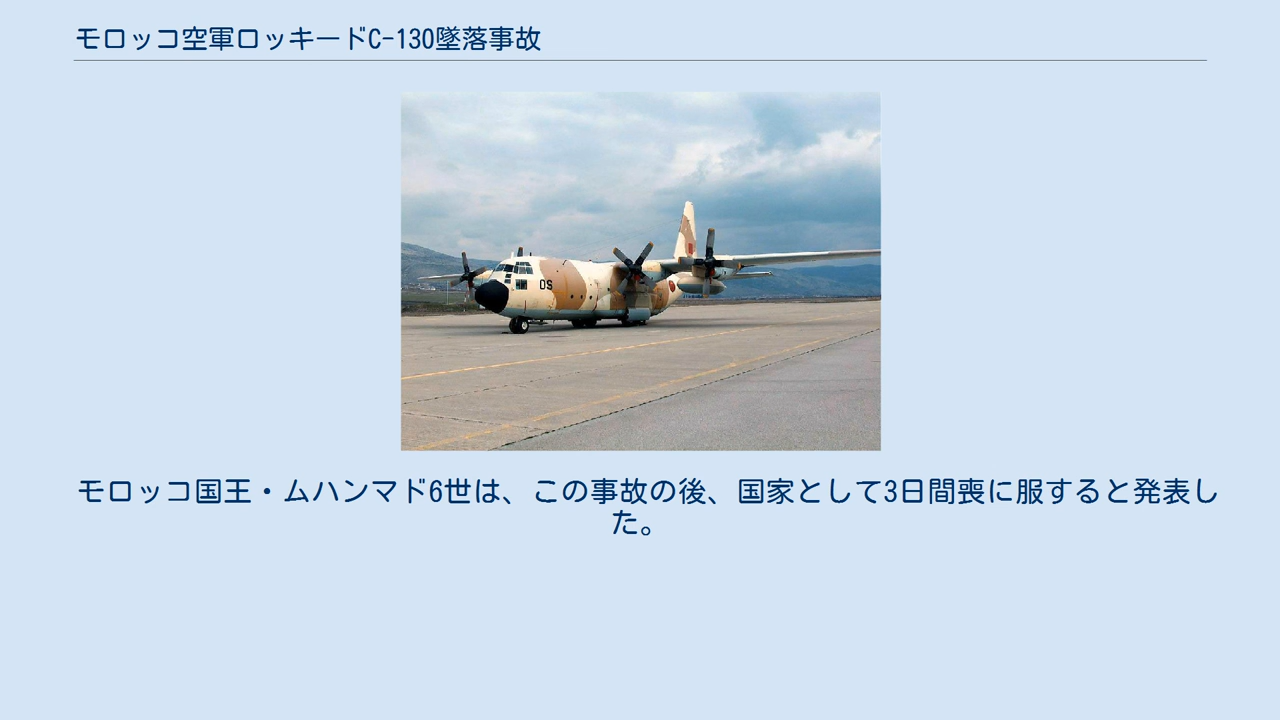 モロッコ空軍ロッキードC-130墜落事故
OS
モロッコ国王・ムハンマド6世は、この事故の後、国家として3日間喪に服すると発表し
た。